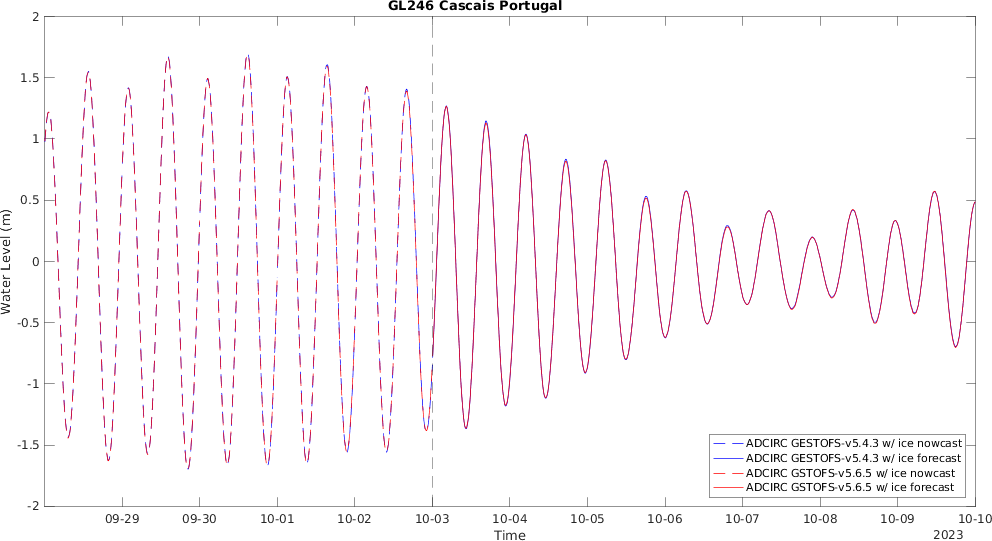 GL246 Cascais Portugal
Water Level (m)
2
1.5
1
0.5
0
-0.5
-1
-1.5
-2
ADCIRC GESTOFS-v5.4.3 w/ ice nowcast
ADCIRC GESTOFS-v5.4.3 w/ ice forecast
ADCIRC GSTOFS-v5.6.5 w/ ice nowcast
ADCIRC GSTOFS-v5.6.5 w/ ice forecast
09-29 09-30 10-01 10-02 10-03 10-04 10-05 10-06 10-07 10-08 10-09 10-10
Time
2023